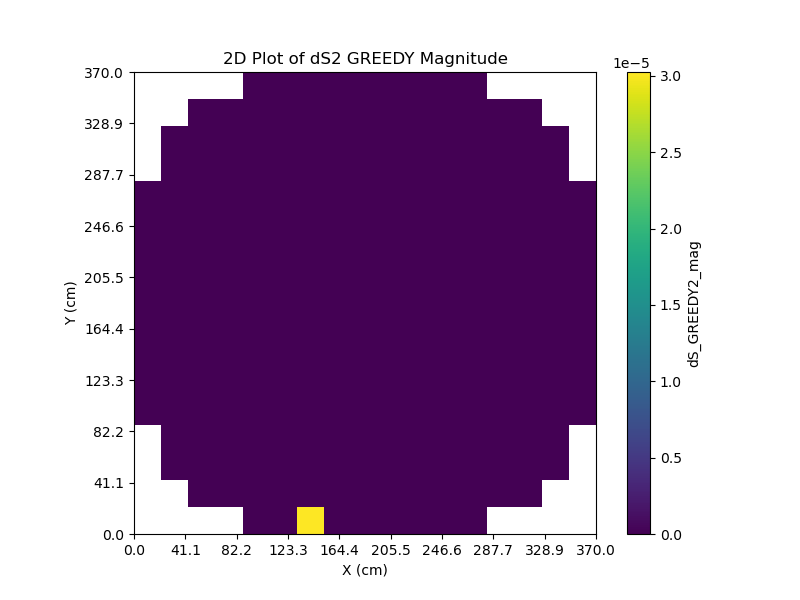 2D Plot of dS2 GREEDY Magnitude
1e−5
370.0
328.9
287.7
246.6
205.5
164.4
123.3
82.2
41.1
0.0
Y (cm)
0.0 41.1 82.2 123.3 164.4 205.5 246.6 287.7 328.9 370.0
X (cm)
3.0
2.5
2.0
1.5
1.0
0.5
0.0
dS_GREEDY2_mag